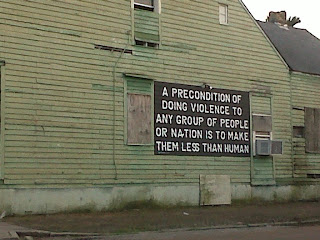 A PRECONDITION OF
DOING VIOLENCE TO
ANY GROUP OF PEOPLE
OR NATION IS TO MAKE
THEM LESS THAN HUMAN